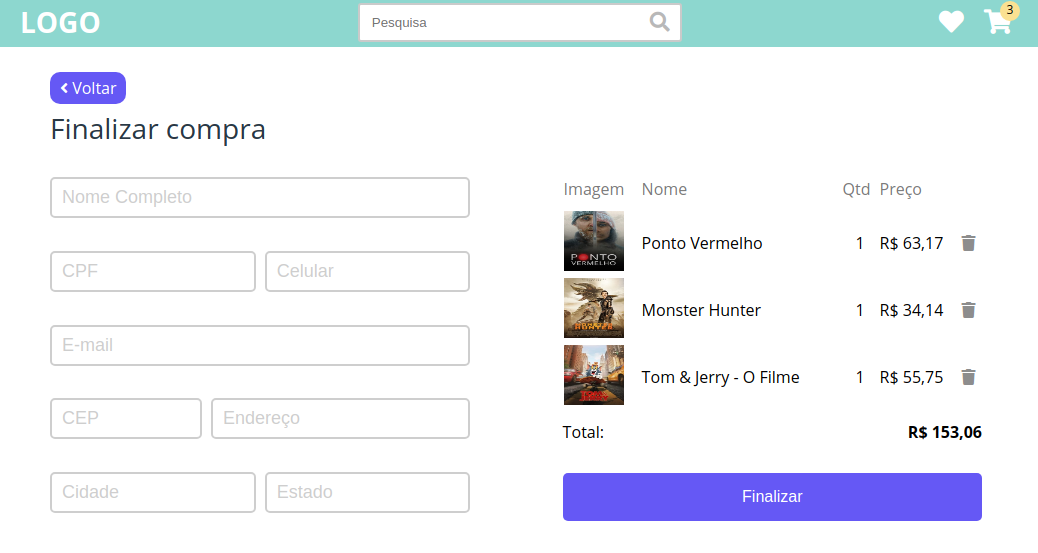 LOGO
Pesquisa
3
Voltar
Finalizar compra
Nome Completo
CPF Celular
E-mail
CEP Endereço
Cidade Estado
Imagem Nome Qtd Preço
PONTO
VERMELHO
Ponto Vermelho 1 R$ 63,17
MONSTER
HUNTER
Monster Hunter 1 R$ 34,14
Tom & Jerry - O Filme 1 R$ 55,75
Total: R$ 153,06
Finalizar